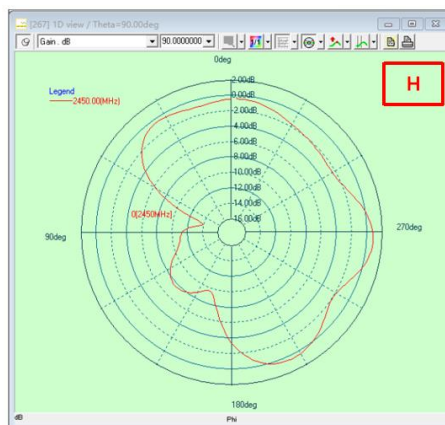 [267] 1D view / Theta=90.00deg
Gain. dB
90.0000000
0deg
H
Legend
2450.00(MHz)
2.00dB
0.00dB
-2.00dB
-4.00dB
-6.00dB
-8.00dB
-10.00dB
-12.00dB
-14.00dB
-16.00dB
0[2450MHz]
90deg
270deg
180deg
dB
Phi